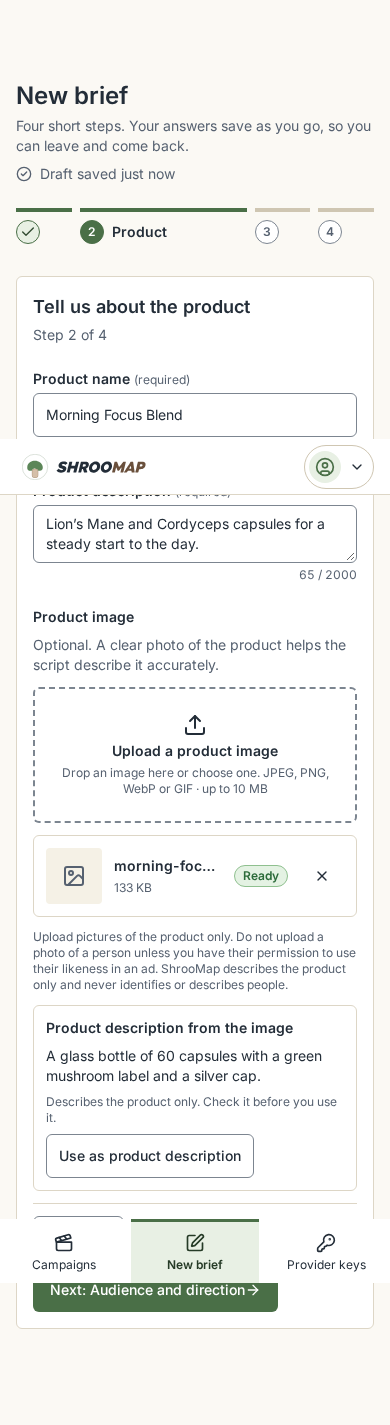 New brief
Four short steps. Your answers save as you go, so you
can leave and come back.
Draft saved just now
2 Product 3 4
Tell us about the product
Step 2 of 4
Product name (required)
Morning Focus Blend
SHROOMAP
Product description (required)
Lion’s Mane and Cordyceps capsules for a
steady start to the day.
65 / 2000
Product image
Optional. A clear photo of the product helps the
script describe it accurately.
Upload a product image
Drop an image here or choose one. JPEG, PNG,
WebP or GIF · up to 10 MB
morning-foc...
Ready
133 KB
Upload pictures of the product only. Do not upload a
photo of a person unless you have their permission to use
their likeness in an ad. ShrooMap describes the product
only and never identifies or describes people.
Product description from the image
A glass bottle of 60 capsules with a green
mushroom label and a silver cap.
Describes the product only. Check it before you use
it.
Use as product description
Campaigns New brief Provider keys
Next: Audience and direction